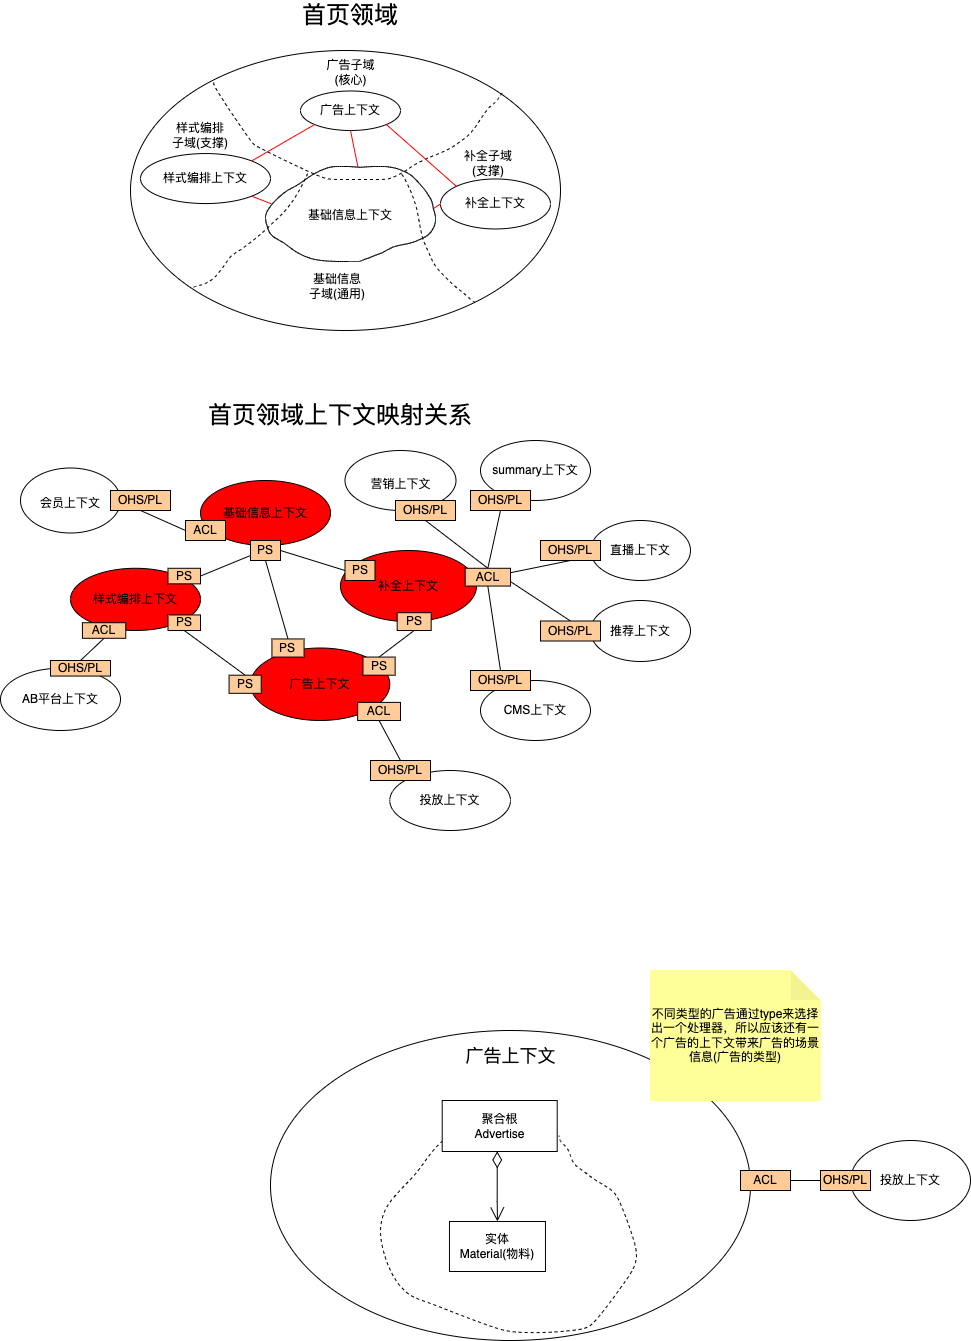 首页领域
广告子域
(核心)
广告上下文
样式编排
子域(支撑)
样式编排上下文
补全子域
(支撑)
补全上下文
基础信息上下文
基础信息
子域(通用)
首页领域上下文映射关系
会员上下文
OHS/PL
ACL
基础信息上下文
PS
营销上下文
OHS/PL
summary上下文
OHS/PL
OHS/PL
直播上下文
PS
样式编排上下文
PS
ACL
OHS/PL
AB平台上下文
PS
补全上下文
ACL
PS
OHS/PL
推荐上下文
PS
PS
PS
广告上下文
ACL
OHS/PL
CMS上下文
OHS/PL
投放上下文
不同类型的广告通过type来选择
出一个处理器，所以应该还有一
个广告的上下文带来广告的场景
信息(广告的类型)
广告上下文
聚合根
Advertise
实体
Material(物料)
ACL
OHS/PL
投放上下文